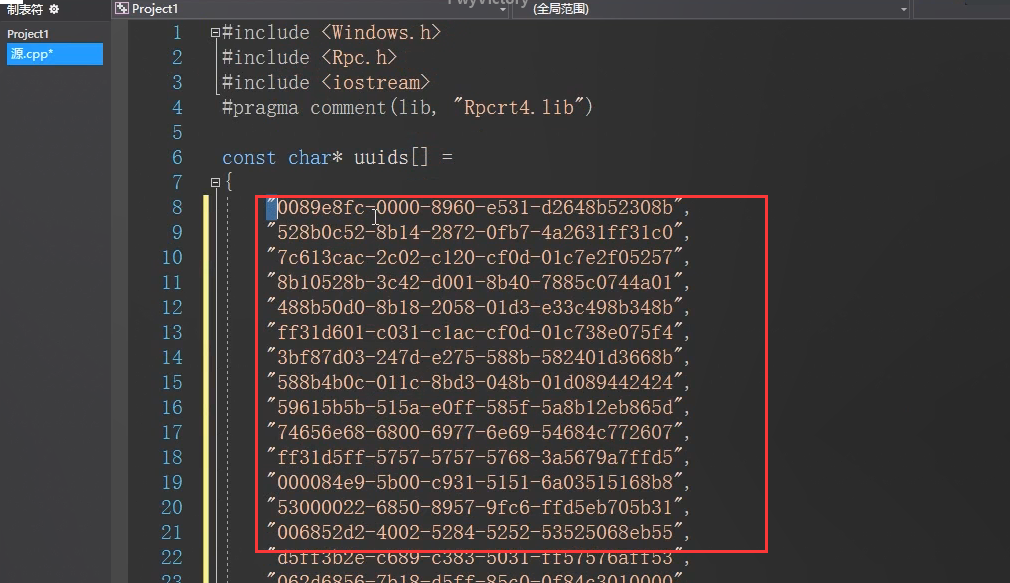 制表符
Project1
源.cpp*
Project1
(全局范围)
1 #include <Windows.h>
2 #include <Rpc.h>
3 #include <iostream>
4 #pragma comment(lib, "Rpcrt4.lib")
5
6 const char* uuids[] =
7 {
8 "0089e8fc-0000-8960-e531-d2648b52308b",
9 "528b0c52-8b14-2872-0fb7-4a2631ff31c0",
10 "7c613cac-2c02-c120-cf0d-01c7e2f05257",
11 "8b10528b-3c42-d001-8b40-7885c0744a01",
12 "488b50d0-8b18-2058-01d3-e33c498b348b",
13 "ff31d601-c031-c1ac-cf0d-01c738e075f4",
14 "3bf87d03-247d-e275-588b-582401d3668b",
15 "588b4b0c-011c-8bd3-048b-01d089442424",
16 "59615b5b-515a-e0ff-585f-5a8b12eb865d",
17 "74656e68-6800-6977-6e69-54684c772607",
18 "ff31d5ff-5757-5757-5768-3a5679a7ffd5",
19 "000084e9-5b00-c931-5151-6a03515168b8",
20 "53000022-6850-8957-9fc6-ffd5eb705b31",
21 "006852d2-4002-5284-5252-53525068eb55",
22 "d5ff3b2e-c689-c383-5031-ff57576aff53",
23 "062d6856-7b18-d5ff-85c0-0f84c3010000"